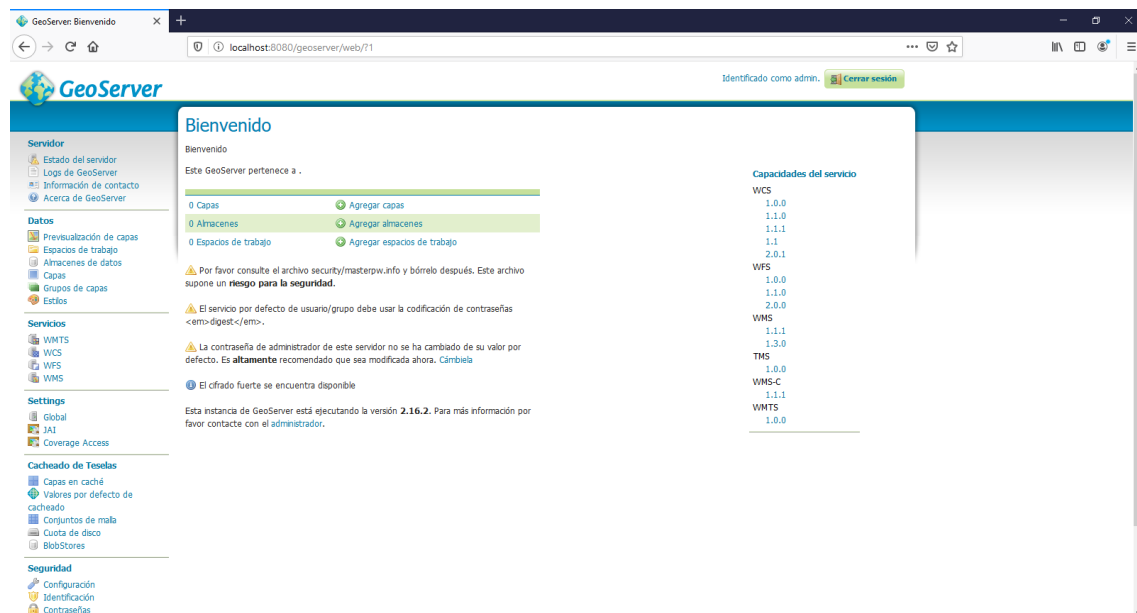 GeoServer: Bienvenido
localhost:8080/geoserver/web/?1
GeoServer
Identificado como admin.
Cerrar sesión
Servidor
Estado del servidor
Logs de GeoServer
Información de contacto
Acerca de GeoServer
Datos
Previsualización de capas
Espacios de trabajo
Almacenes de datos
Capas
Grupos de capas
Estilos
Servicios
WMTS
WCS
WFS
WMS
Settings
Global
JAI
Coverage Access
Cacheado de Teselas
Capas en caché
Valores por defecto de
cacheado
Conjuntos de malla
Cuota de disco
BlobStores
Seguridad
Configuración
Identificación
Contraseñas
Bienvenido
Bienvenido
Este GeoServer pertenece a .
0 Capas Agregar capas
0 Almacenes Agregar almacenes
0 Espacios de trabajo Agregar espacios de trabajo
Por favor consulte el archivo security/masterpw.info y bórrelo después. Este archivo
supone un riesgo para la seguridad.
El servicio por defecto de usuario/grupo debe usar la codificación de contraseñas
<em>digest</em>.
La contraseña de administrador de este servidor no se ha cambiado de su valor por
defecto. Es altamente recomendado que sea modificada ahora. Cámbiela
El cifrado fuerte se encuentra disponible
Esta instancia de GeoServer está ejecutando la versión 2.16.2. Para más información por
favor contacte con el administrador.
Capacidades del servicio
WCS
1.0.0
1.1.0
1.1.1
1.1
2.0.1
WFS
1.0.0
1.1.0
2.0.0
WMS
1.1.1
1.3.0
TMS
1.0.0
WMS-C
1.1.1
WMTS
1.0.0